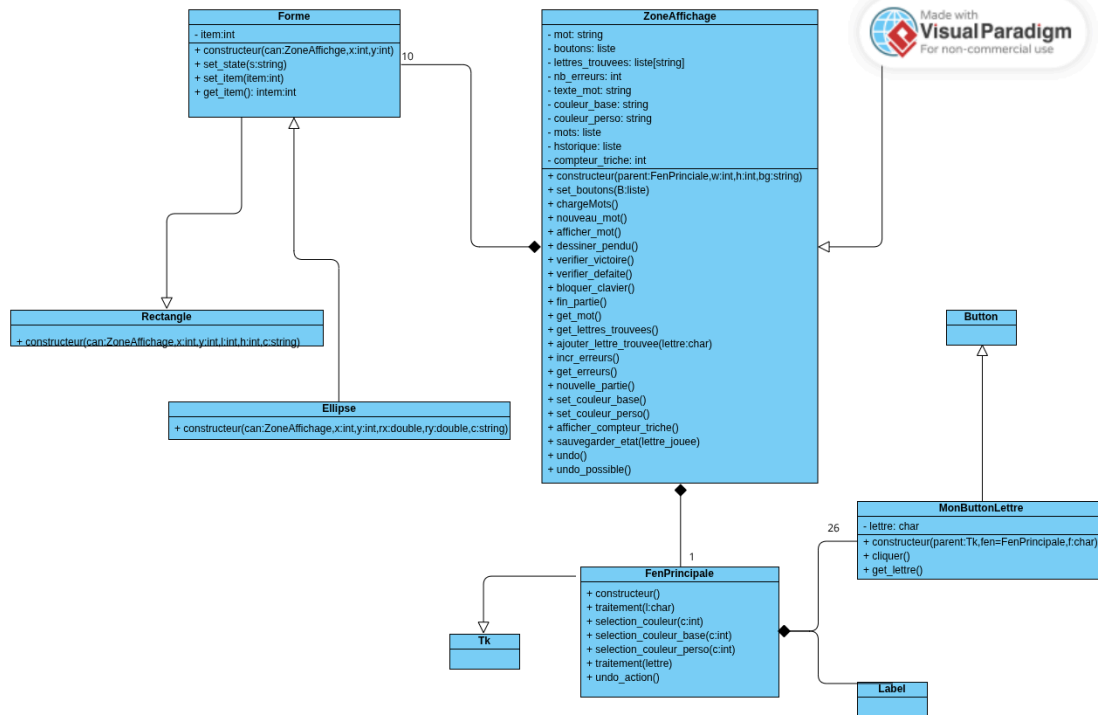 Forme
- item:int
+ constructeur(can:ZoneAffichge,x:int,y:int)
+ set_state(s:string)
+ set_item(item:int)
+ get_item(): intem:int
10
ZoneAffichage
- mot: string
- boutons: liste
- lettres_trouvees: liste[string]
- nb_erreurs: int
- texte_mot: string
- couleur_base: string
- couleur_perso: string
- mots: liste
- hstorique: liste
- compteur_triche: int
+ constructeur(parent:FenPrinciale,w:int,h:int,bg:string)
+ set_boutons(B:liste)
+ chargeMots()
+ nouveau_mot()
+ afficher_mot()
+ dessiner_pendu()
+ verifier_victoire()
+ verifier_defaite()
+ bloquer_clavier()
+ fin_partie()
+ get_mot()
+ get_lettres_trouvees()
+ ajouter_lettre_trouvee(lettre:char)
+ incr_erreurs()
+ get_erreurs()
+ nouvelle_partie()
+ set_couleur_base()
+ set_couleur_perso()
+ afficher_compteur_triche()
+ sauvegarder_etat(lettre_jouee)
+ undo()
+ undo_possible()
Made with
VisualParadigm
For non-commercial use
Rectangle
+ constructeur(can:ZoneAffichage,x:int,y:int,l:int,h:int,c:string)
Button
Ellipse
+ constructeur(can:ZoneAffichage,x:int,y:int,rx:double,ry:double,c:string)
MonButtonLettre
- lettre: char
+ constructeur(parent:Tk,fen=FenPrincipale,f:char)
+ cliquer()
+ get_lettre()
26
1
FenPrincipale
+ constructeur()
+ traitement(l:char)
+ selection_couleur(c:int)
+ selection_couleur_base(c:int)
+ selection_couleur_perso(c:int)
+ traitement(lettre)
+ undo_action()
Tk
Label